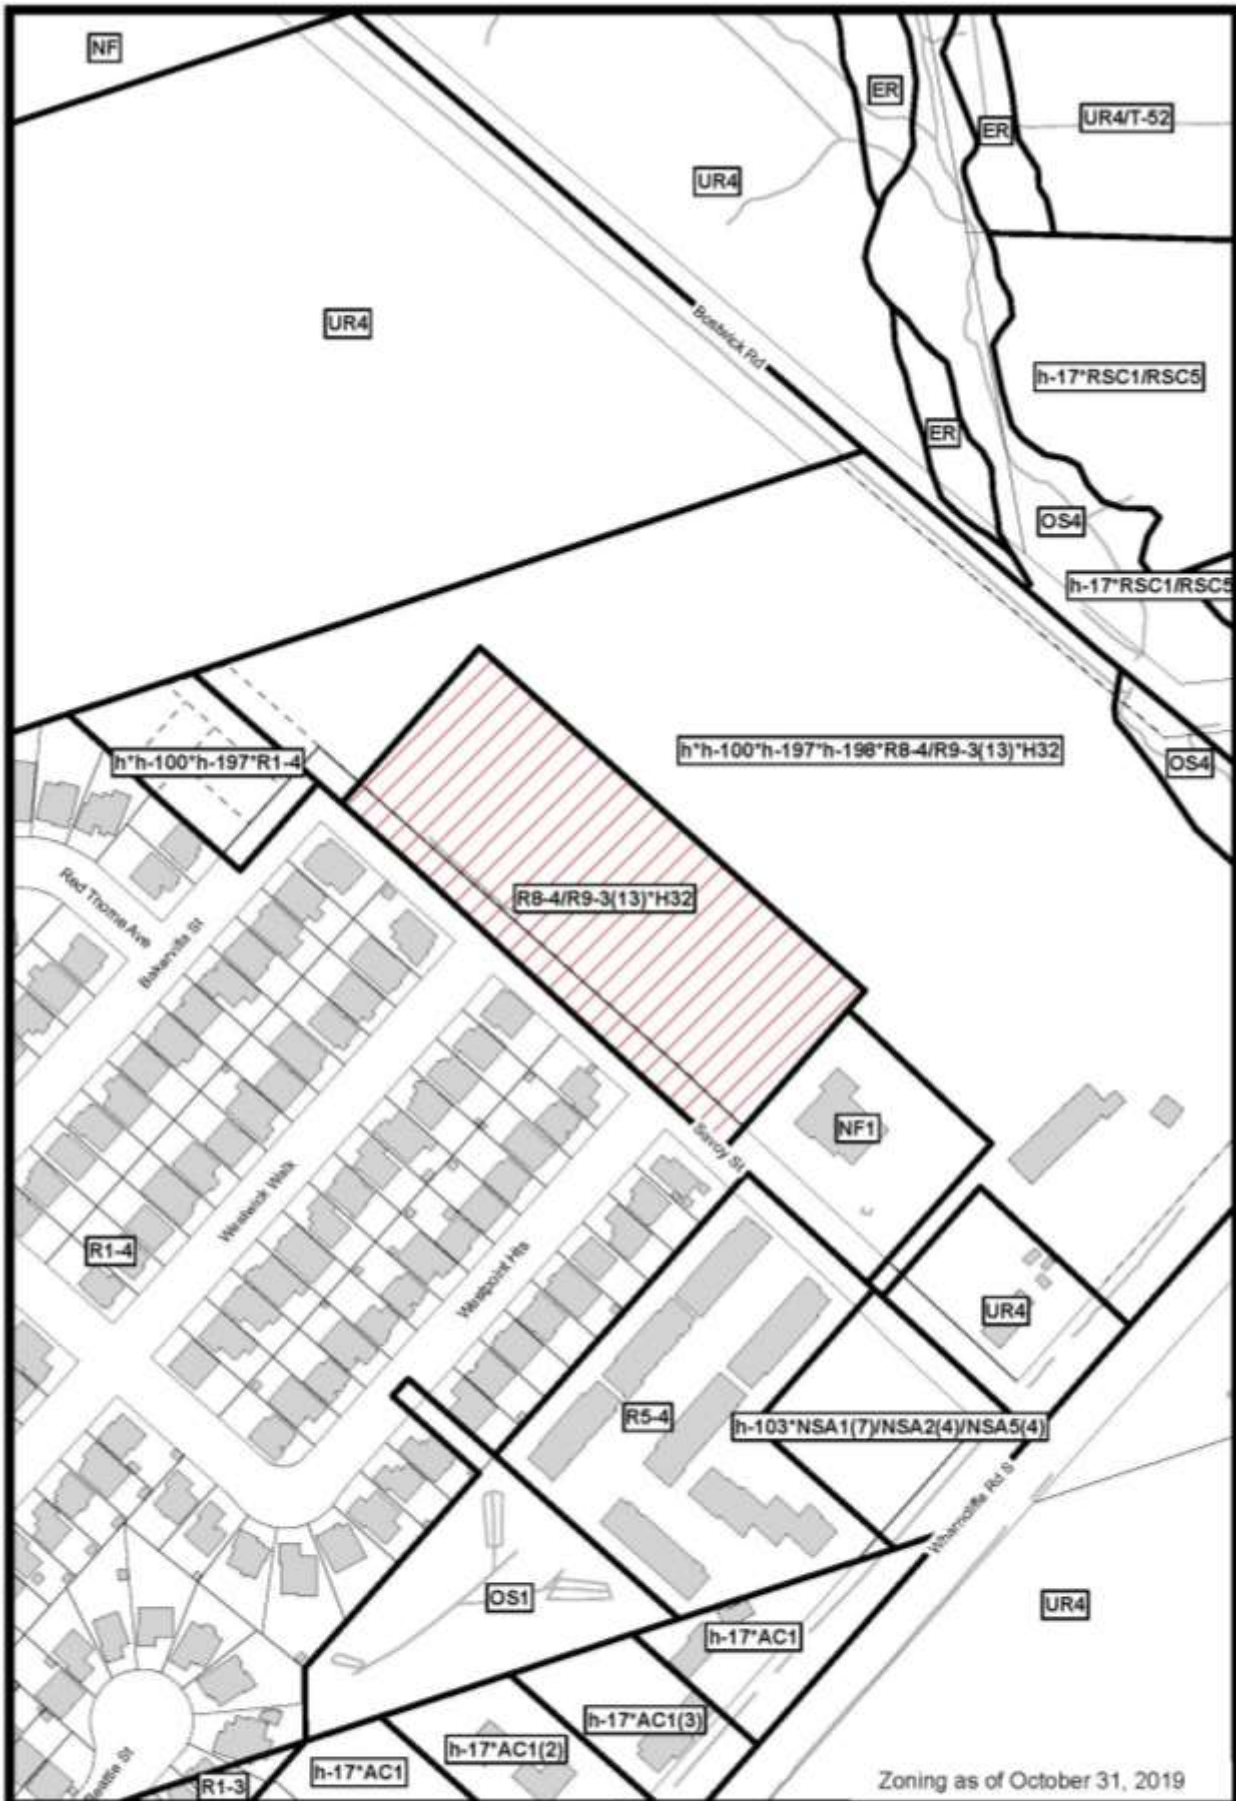 NF
ER
UR4/T-52
ER
UR4
UR4
Bostwick Rd
h-17*RSC1/RSC5
ER
OS4
h-17*RSC1/RSC5
h*h-100*h-197*R1-4
h*h-100*h-197*h-198*R8-4/R9-3(13)*H32
OS4
R8-4/R9-3(13)*H32
Red Thorne Ave
Bakervilla St
NF1
Savoy St
Westwick Walk
R1-4
Westpoint Hts
UR4
R5-4
h-103*NSA1(7)/NSA2(4)/NSA5(4)
Wharncliffe Rd S
OS1
UR4
h-17*AC1
h-17*AC1(3)
h-17*AC1(2)
h-17*AC1
R1-3
Beattie St
Zoning as of October 31, 2019